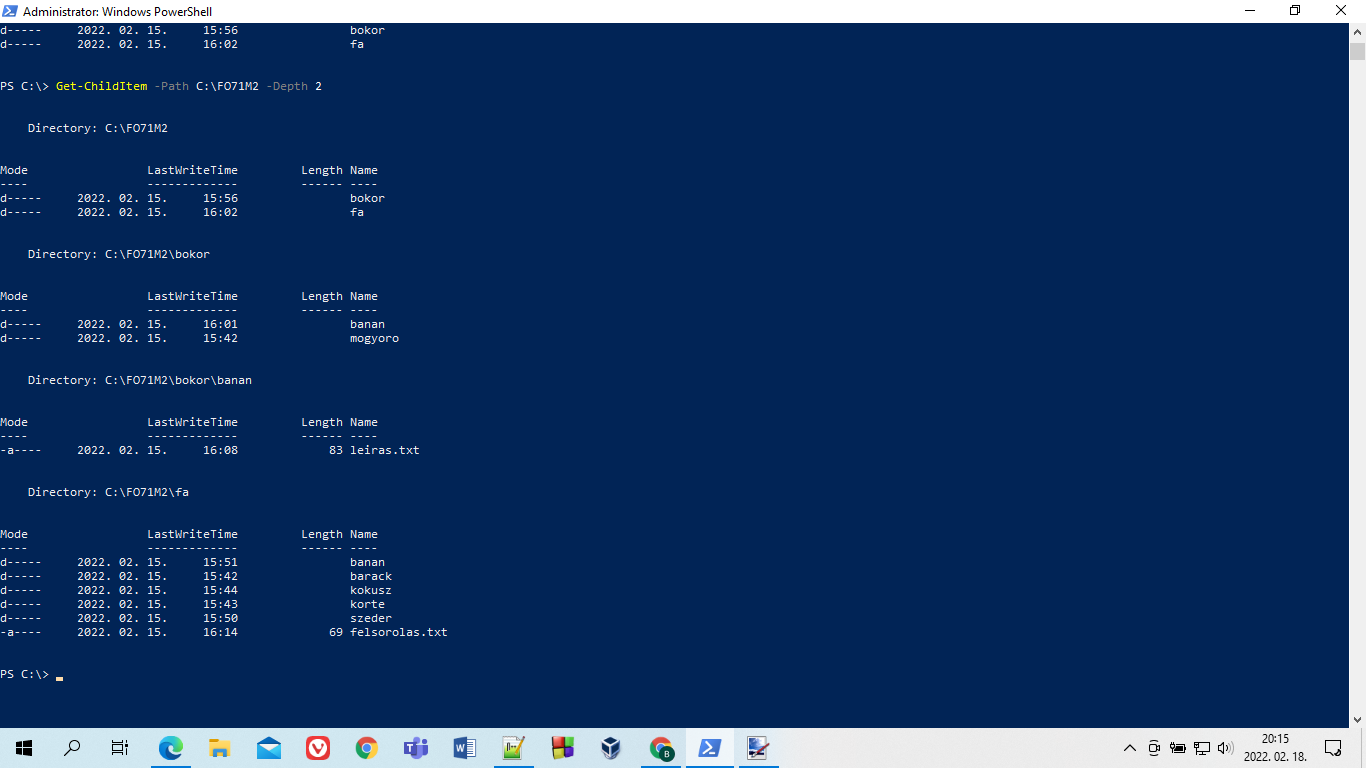 Administrator: Windows PowerShell
d----- 2022. 02. 15. 15:56 bokor
d----- 2022. 02. 15. 16:02 fa
PS C:\> Get-ChildItem -Path C:\FO71M2 -Depth 2
Directory: C:\FO71M2
Mode LastWriteTime Length Name
---- ------------- ------ ----
d----- 2022. 02. 15. 15:56 bokor
d----- 2022. 02. 15. 16:02 fa
Directory: C:\FO71M2\bokor
Mode LastWriteTime Length Name
---- ------------- ------ ----
d----- 2022. 02. 15. 16:01 banan
d----- 2022. 02. 15. 15:42 mogyoro
Directory: C:\FO71M2\bokor\banan
Mode LastWriteTime Length Name
---- ------------- ------ ----
-a---- 2022. 02. 15. 16:08 83 leiras.txt
Directory: C:\FO71M2\fa
Mode LastWriteTime Length Name
---- ------------- ------ ----
d----- 2022. 02. 15. 15:51 banan
d----- 2022. 02. 15. 15:42 barack
d----- 2022. 02. 15. 15:44 kokusz
d----- 2022. 02. 15. 15:43 korte
d----- 2022. 02. 15. 15:50 szeder
-a---- 2022. 02. 15. 16:14 69 felsorolas.txt
PS C:\>
20:15
2022. 02. 18.